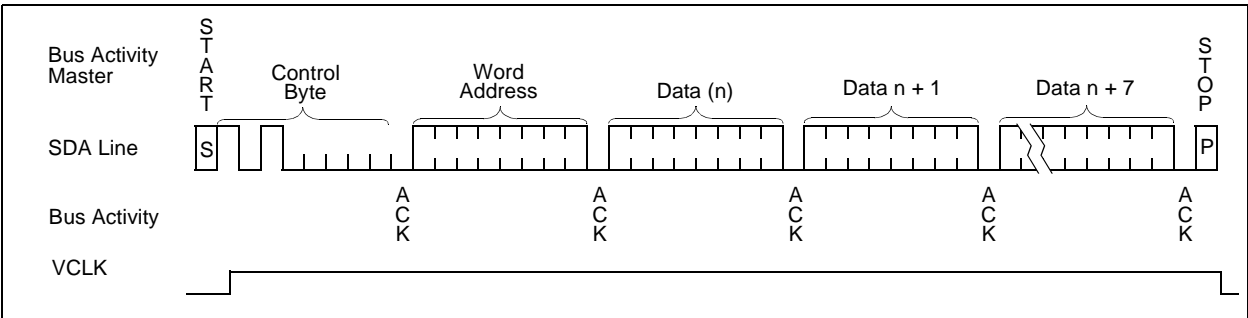 Bus Activity
Master
START
Control
Byte
Word
Address
Data (n)
Data n + 1
Data n + 7
STOP
SDA Line
S
P
Bus Activity
ACK
ACK
ACK
ACK
ACK
VCLK